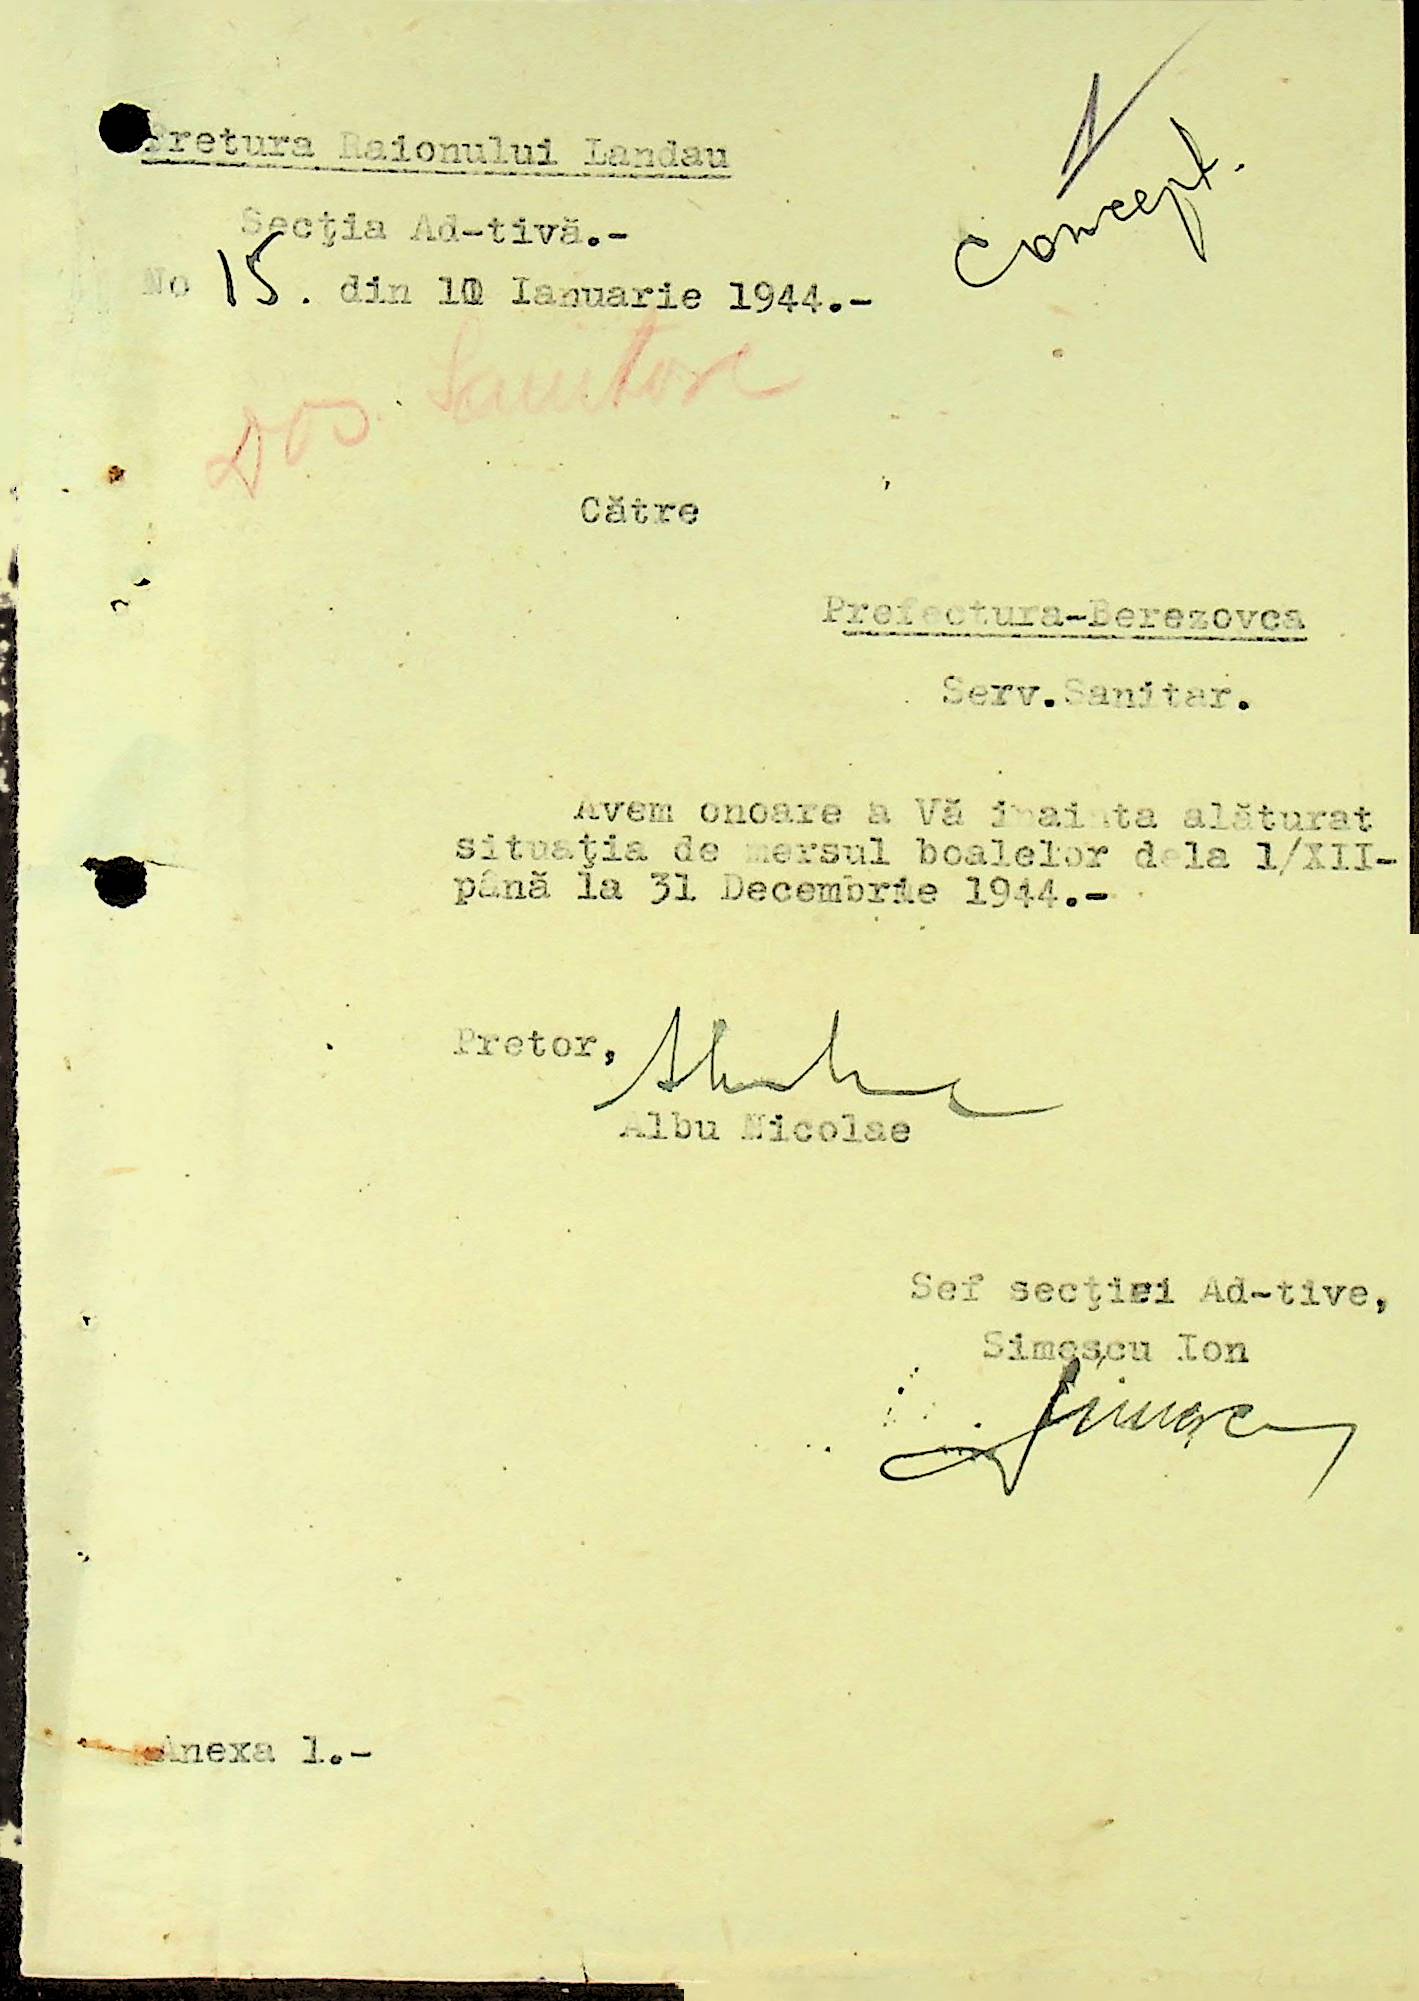 Pretura Raionului Landau
Concept.
Secţia Ad-tivă.-
No 15. din 10 Ianuarie 1944.-
Dos. Sanitare
Către
Prefectura-Berezovca
Serv.Sanitar.
Avem onoare a Vă inainta alăturat
situaţia de mersul boalelor dela 1/XII-
până la 31 Decembrie 1944.-
Pretor,
Albu Nicolae
Sef secţiei Ad-tive,
Simescu Ion
Anexa 1.-